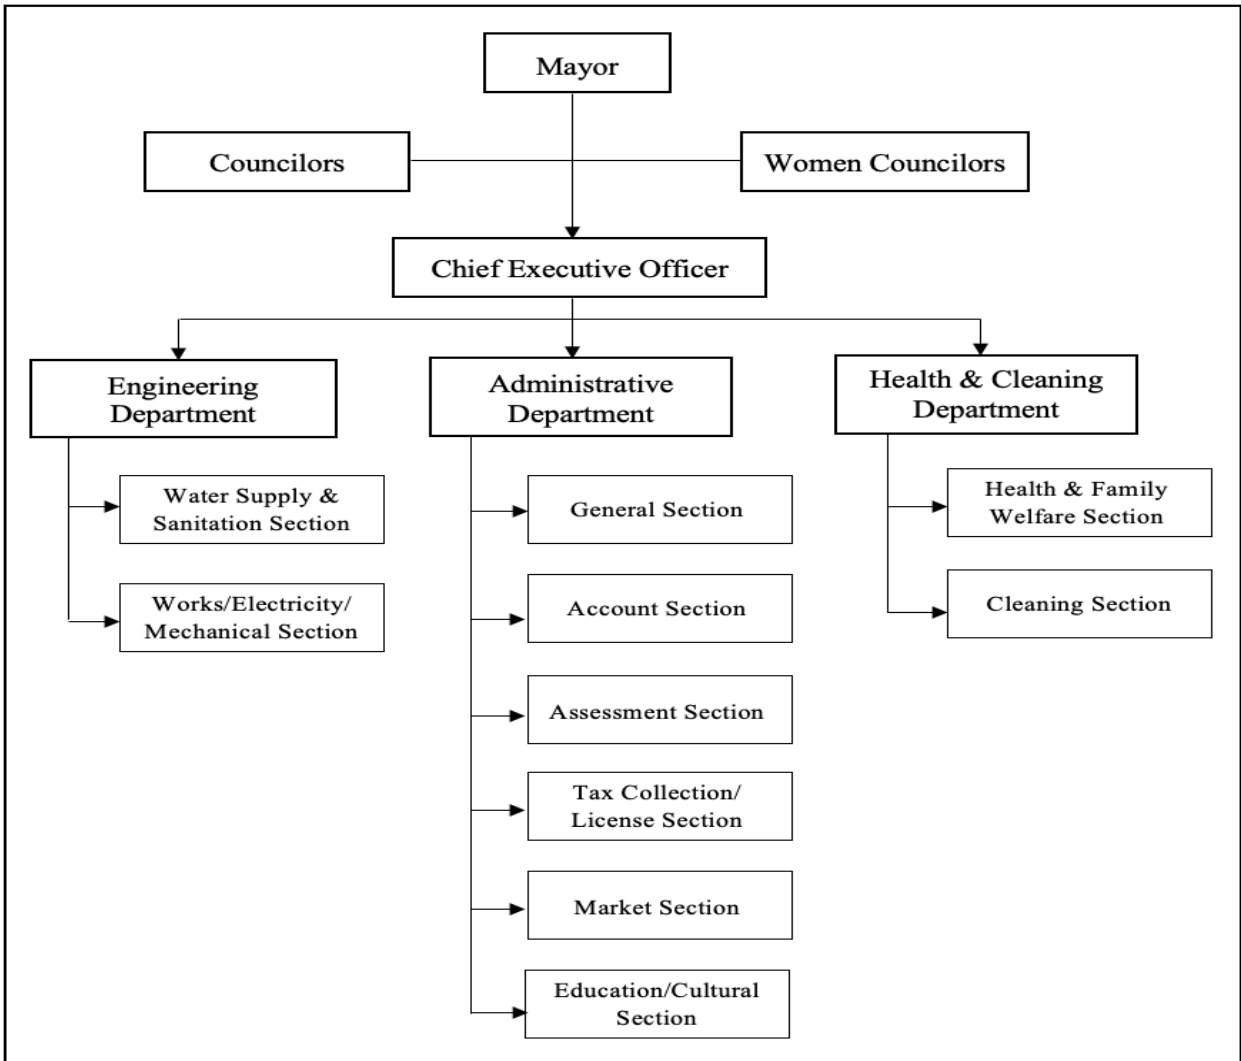 Mayor
Councilors
Women Councilors
Chief Executive Officer
Engineering
Department
Administrative
Department
Health & Cleaning
Department
Water Supply &
Sanitation Section
Works/Electricity/
Mechanical Section
General Section
Account Section
Assessment Section
Tax Collection/
License Section
Market Section
Education/Cultural
Section
Health & Family
Welfare Section
Cleaning Section